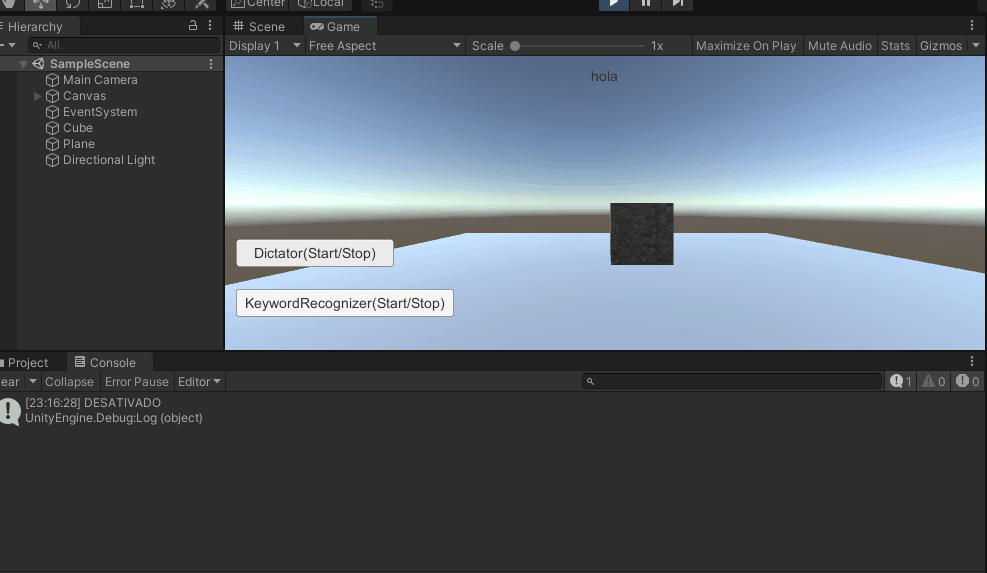 Center Local
Hierarchy
All
SampleScene
Main Camera
Canvas
EventSystem
Cube
Plane
Directional Light
Scene Game
Display 1 Free Aspect Scale 1x Maximize On Play Mute Audio Stats Gizmos
hola
Dictator(Start/Stop)
KeywordRecognizer(Start/Stop)
Project Console
ear Collapse Error Pause Editor 1 0 0
[23:16:28] DESATIVADO
UnityEngine.Debug:Log (object)